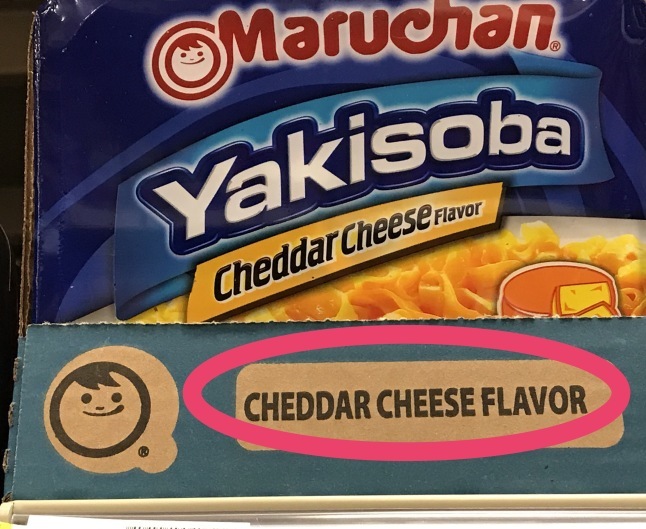 Maruchan®
Yakisoba
Cheddar Cheese Flavor
CHEDDAR CHEESE FLAVOR
®